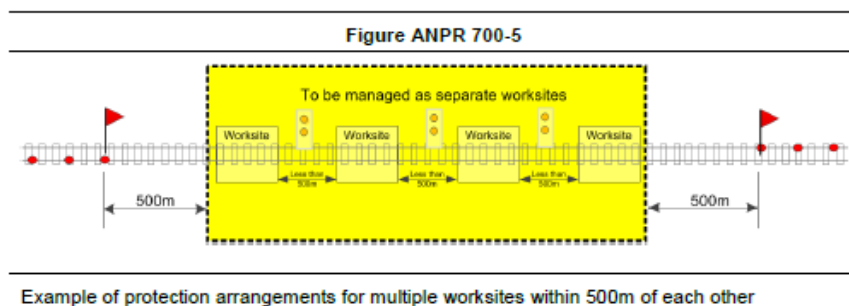 Figure ANPR 700-5
To be managed as separate worksites
Worksite Worksite Worksite Worksite
Less than 500m Less than 500m Less than 500m
500m 500m
Example of protection arrangements for multiple worksites within 500m of each other